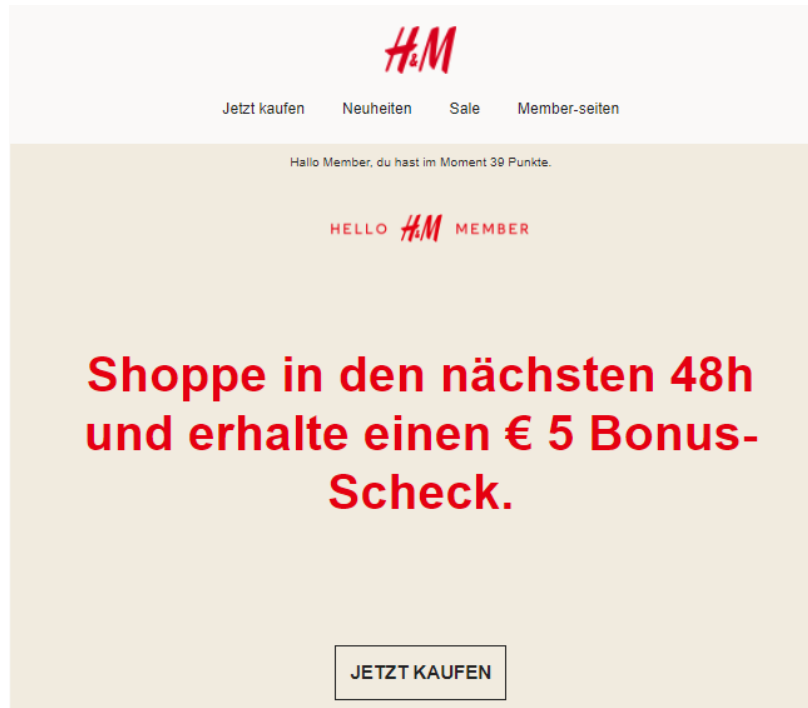 H&M
Jetzt kaufen Neuheiten Sale Member-seiten
Hallo Member, du hast im Moment 39 Punkte.
HELLO H&M MEMBER
Shoppe in den nächsten 48h
und erhalte einen € 5 Bonus-
Scheck.
JETZT KAUFEN